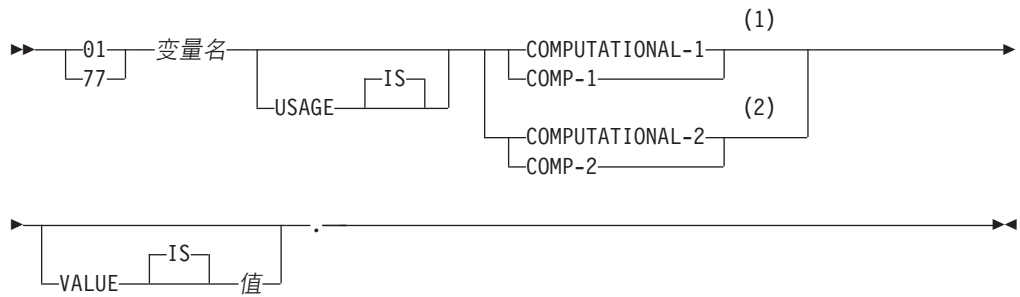 (1)
01 变量名 COMPUTATIONAL-1
77 IS COMP-1
USAGE (2)
COMPUTATIONAL-2
COMP-2
.
IS
VALUE 值